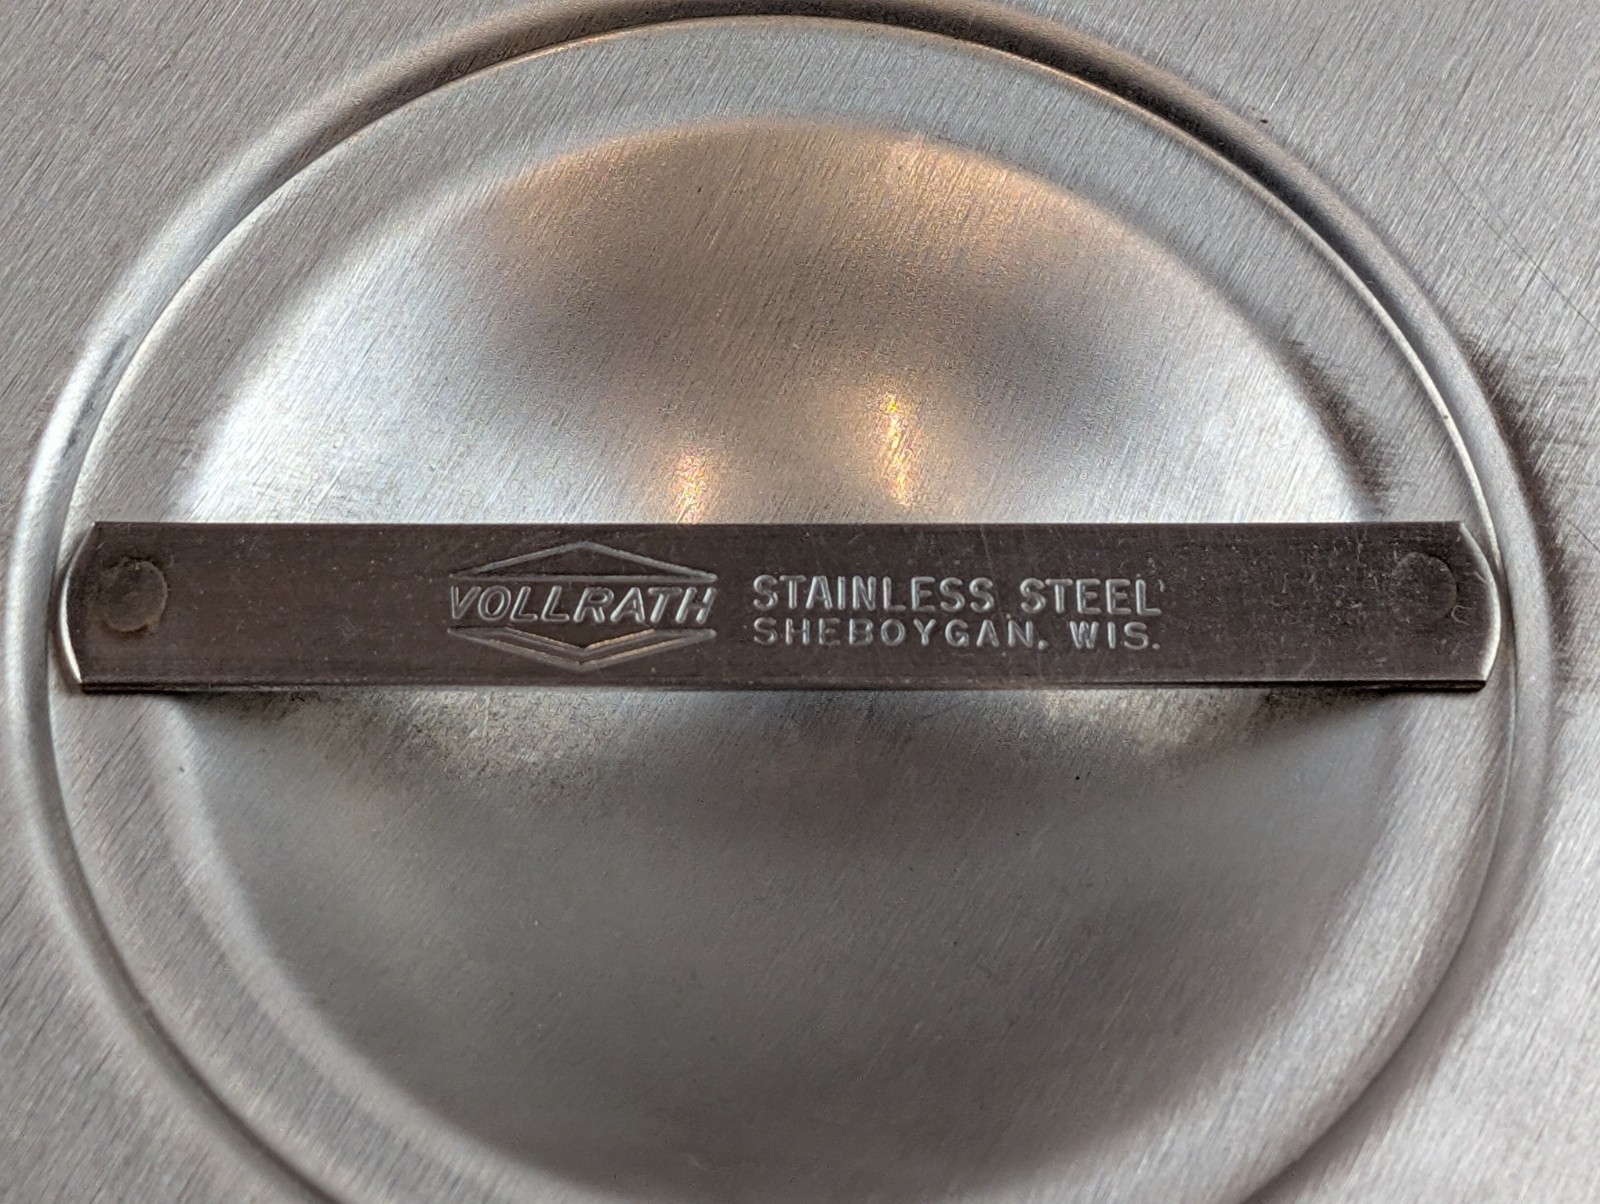 VOLLRATH
STAINLESS STEEL
SHEBOYGAN, WIS.